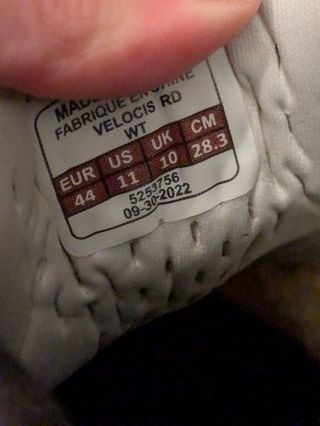 MADE
FABRIQUE EN CHINE
VELOCIS RD
WT
EUR US UK CM
44 11 10 28.3
5253756
09-30-2022